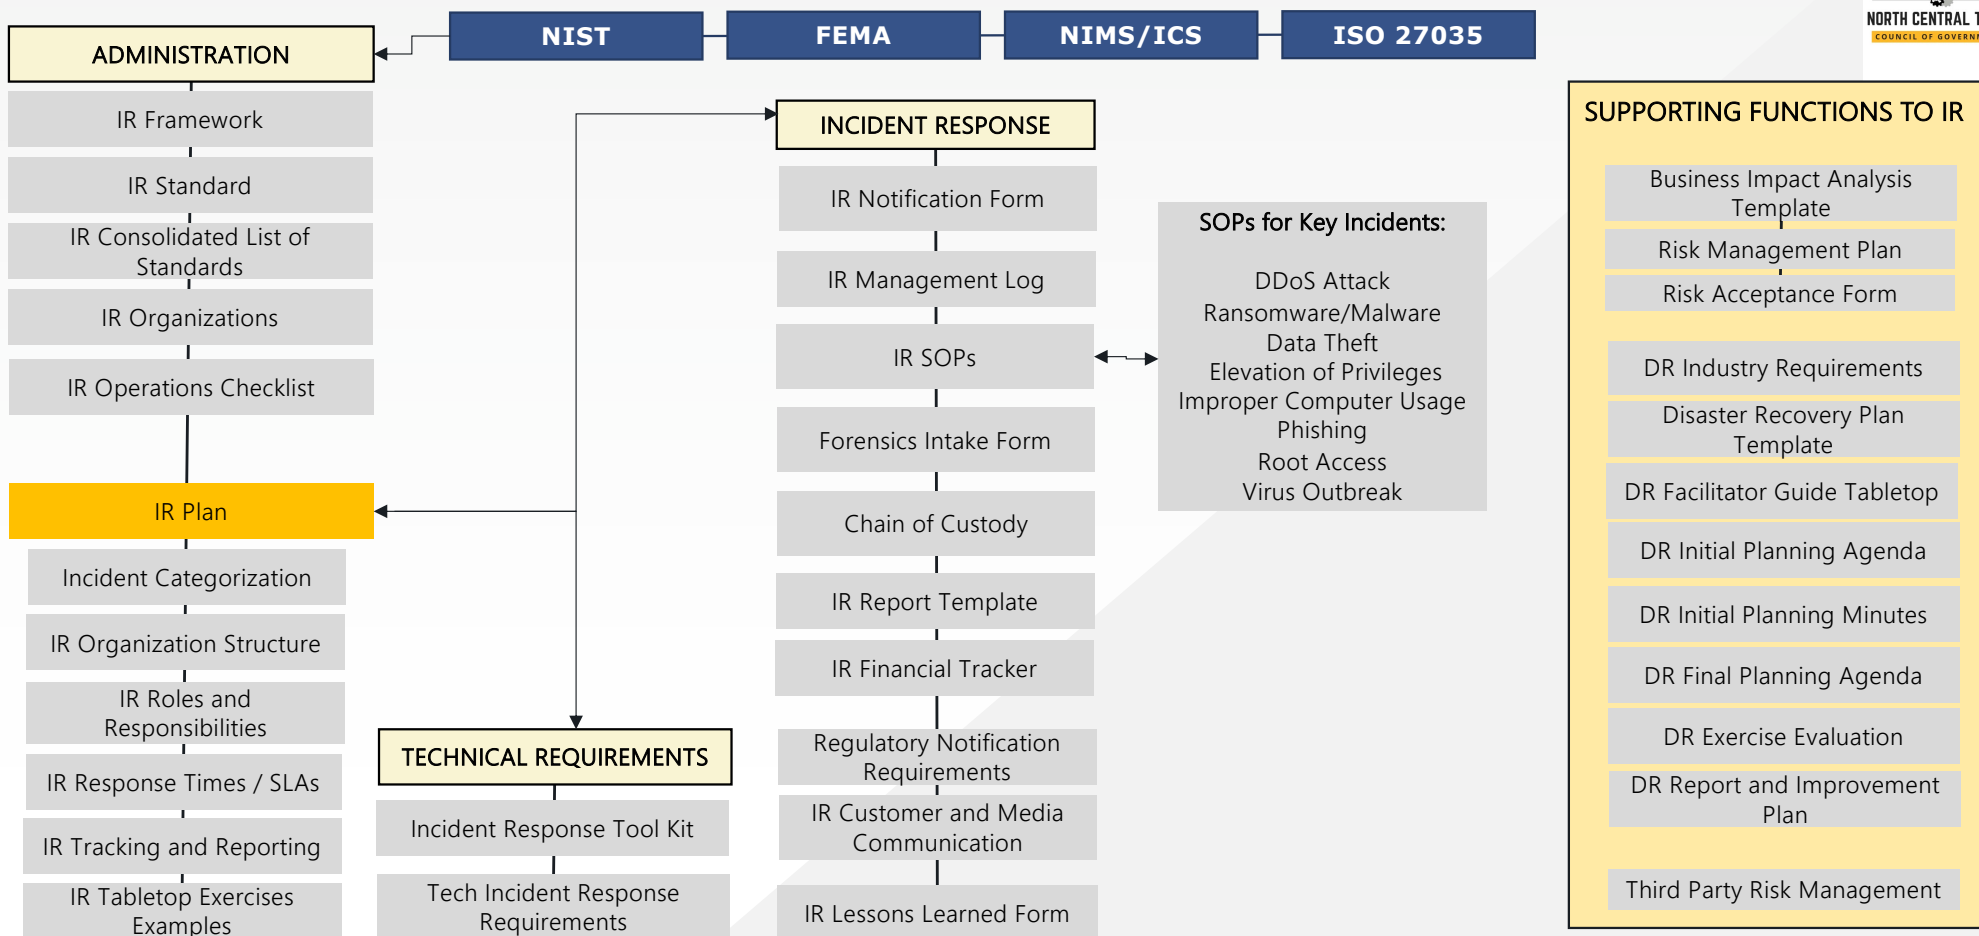 NIST
FEMA
NIMS/ICS
ISO 27035
NORTH CENTRAL
COUNCIL OF
ADMINISTRATION
IR Framework
IR Standard
IR Consolidated List of
Standards
IR Organizations
IR Operations Checklist
IR Plan
Incident Categorization
IR Organization Structure
IR Roles and
Responsibilities
IR Response Times / SLAs
IR Tracking and Reporting
IR Tabletop Exercises
Examples
TECHNICAL REQUIREMENTS
Incident Response Tool Kit
Tech Incident Response
Requirements
INCIDENT RESPONSE
IR Notification Form
IR Management Log
IR SOPs
Forensics Intake Form
Chain of Custody
IR Report Template
IR Financial Tracker
Regulatory Notification
Requirements
IR Customer and Media
Communication
IR Lessons Learned Form
SOPs for Key Incidents:
DDoS Attack
Ransomware/Malware
Data Theft
Elevation of Privileges
Improper Computer Usage
Phishing
Root Access
Virus Outbreak
SUPPORTING FUNCTIONS TO IR
Business Impact Analysis
Template
Risk Management Plan
Risk Acceptance Form
DR Industry Requirements
Disaster Recovery Plan
Template
DR Facilitator Guide Tabletop
DR Initial Planning Agenda
DR Initial Planning Minutes
DR Final Planning Agenda
DR Exercise Evaluation
DR Report and Improvement
Plan
Third Party Risk Management